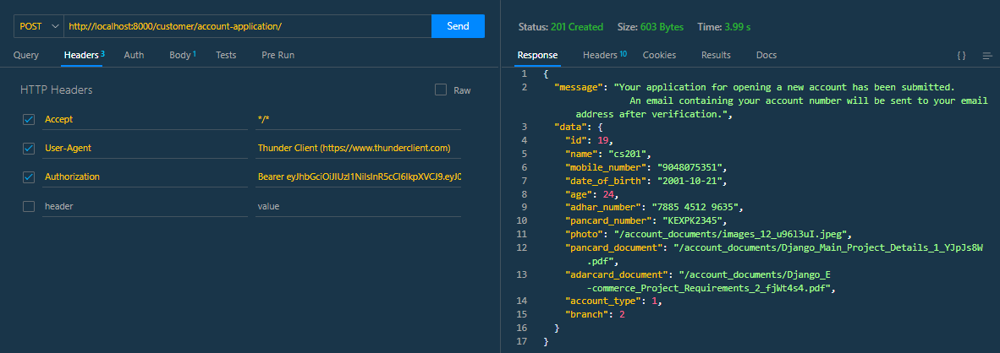 POST http://localhost:8000/customer/account-application/ Send
Query Headers 3 Auth Body 1 Tests Pre Run
HTTP Headers Raw
Accept */*
User-Agent Thunder Client (https://www.thunderclient.com)
Authorization Bearer eyJhbGciOiJIUzI1NiIsInR5cCI6IkpXVCJ9.eyJ0
header value
Status: 201 Created Size: 603 Bytes Time: 3.99 s
Response Headers 10 Cookies Results Docs { }
1 {
2 "message": "Your application for opening a new account has been submitted.
An email containing your account number will be sent to your email
address after verification.",
3 "data": {
4 "id": 19,
5 "name": "cs201",
6 "mobile_number": "9048075351",
7 "date_of_birth": "2001-10-21",
8 "age": 24,
9 "adhar_number": "7885 4512 9635",
10 "pancard_number": "KEXPK2345",
11 "photo": "/account_documents/images_12_u96l3uI.jpeg",
12 "pancard_document": "/account_documents/Django_Main_Project_Details_1_YJpJs8W
.pdf",
13 "adarcard_document": "/account_documents/Django_E
-commerce_Project_Requirements_2_fjWt4s4.pdf",
14 "account_type": 1,
15 "branch": 2
16 }
17 }